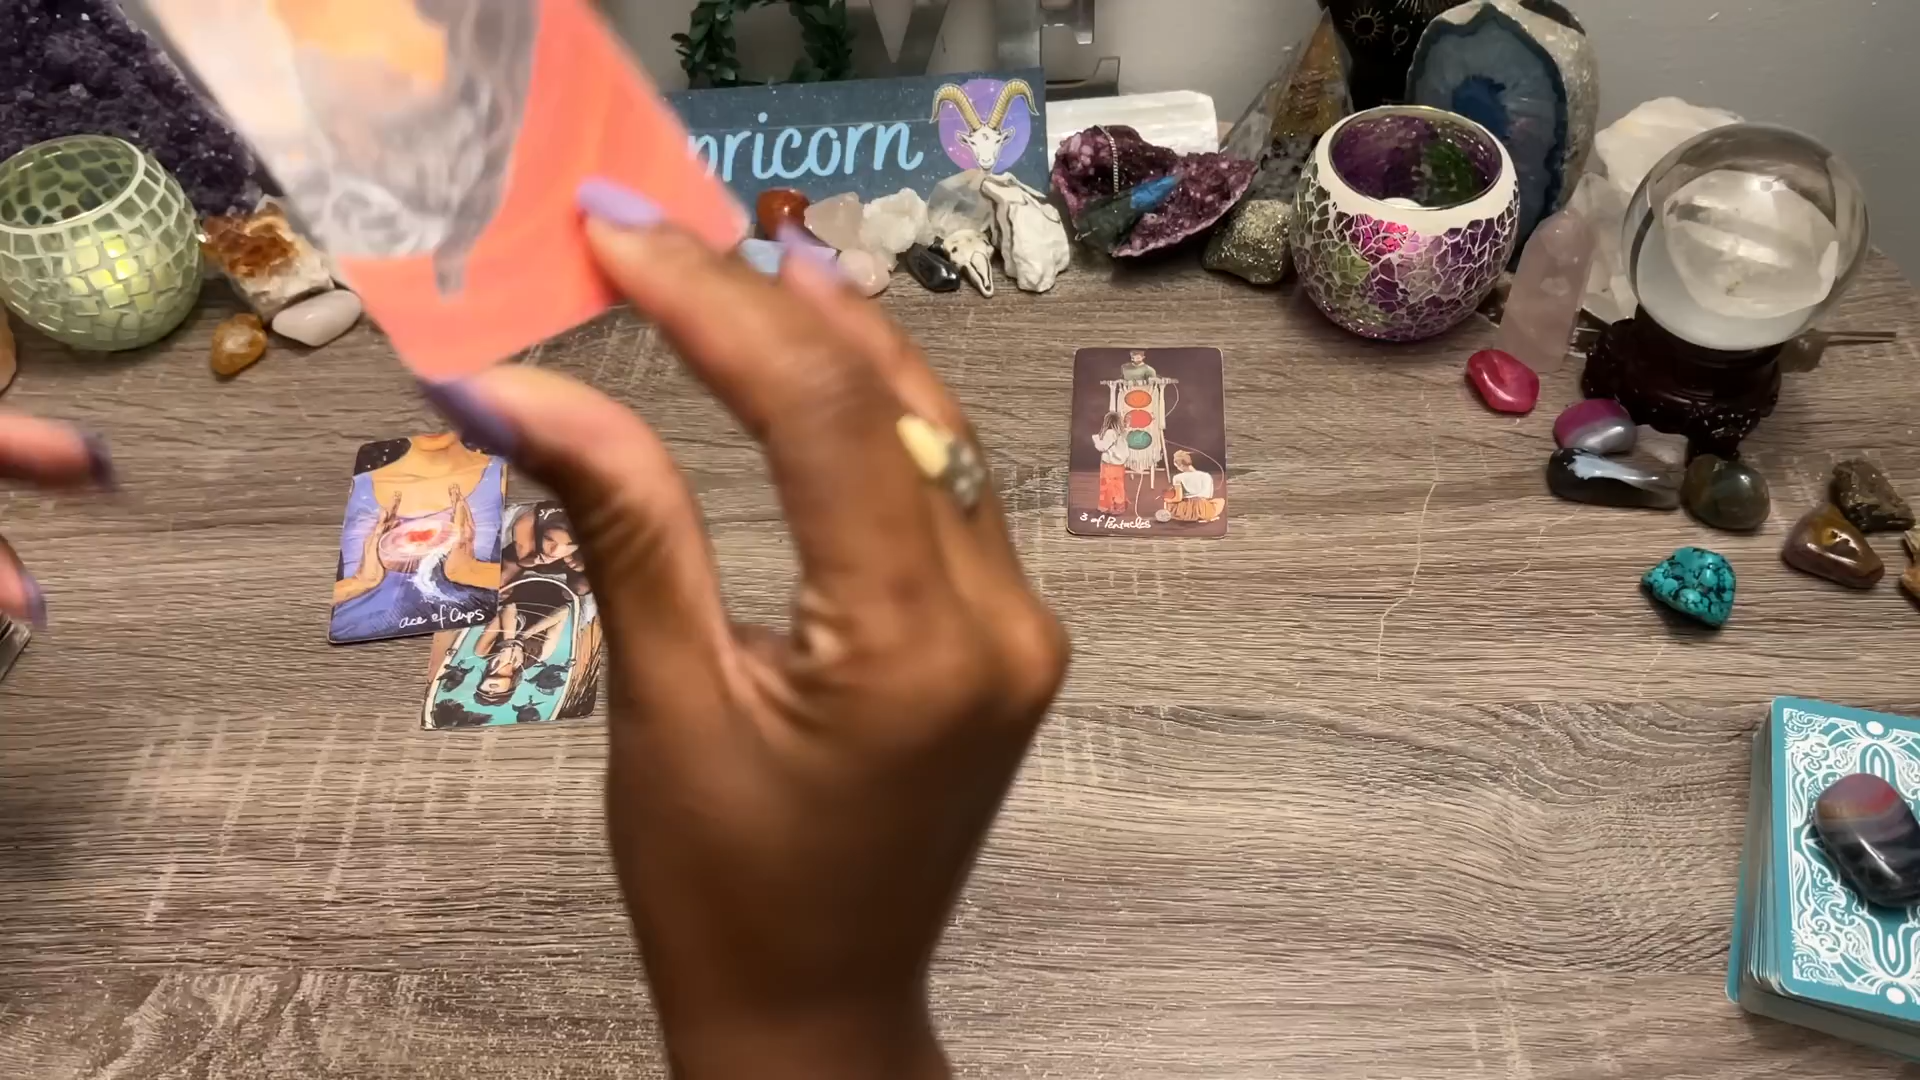 pricorn
3 of Pentacles
ace of Cups